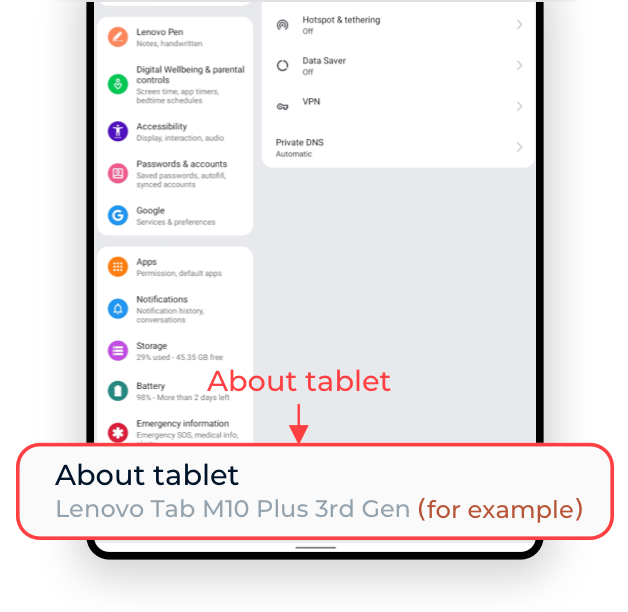 Lenovo Pen
Notes, handwritten
Digital Wellbeing & parental
controls
Screen time, app timers,
bedtime schedules
Accessibility
Display, interaction, audio
Passwords & accounts
Saved passwords, autofill,
synced accounts
Google
Services & preferences
Apps
Permission, default apps
Notifications
Notification history,
conversations
Storage
29% used - 45.35 GB free
Battery
98% - More than 2 days left
Emergency information
Emergency SOS, medical info,
Hotspot & tethering
Off
Data Saver
Off
VPN
Private DNS
Automatic
About tablet
About tablet
Lenovo Tab M10 Plus 3rd Gen (for example)